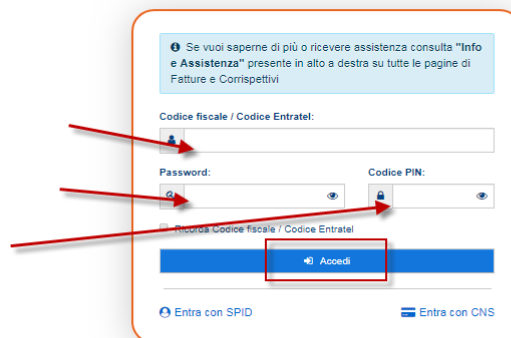 Se vuoi saperne di più o ricevere assistenza consulta "Info
e Assistenza" presente in alto a destra su tutte le pagine di
Fatture e Corrispettivi
Codice fiscale / Codice Entratel:
Password:
Codice PIN:
Ricorda Codice fiscale / Codice Entratel
Accedi
Entra con SPID
Entra con CNS